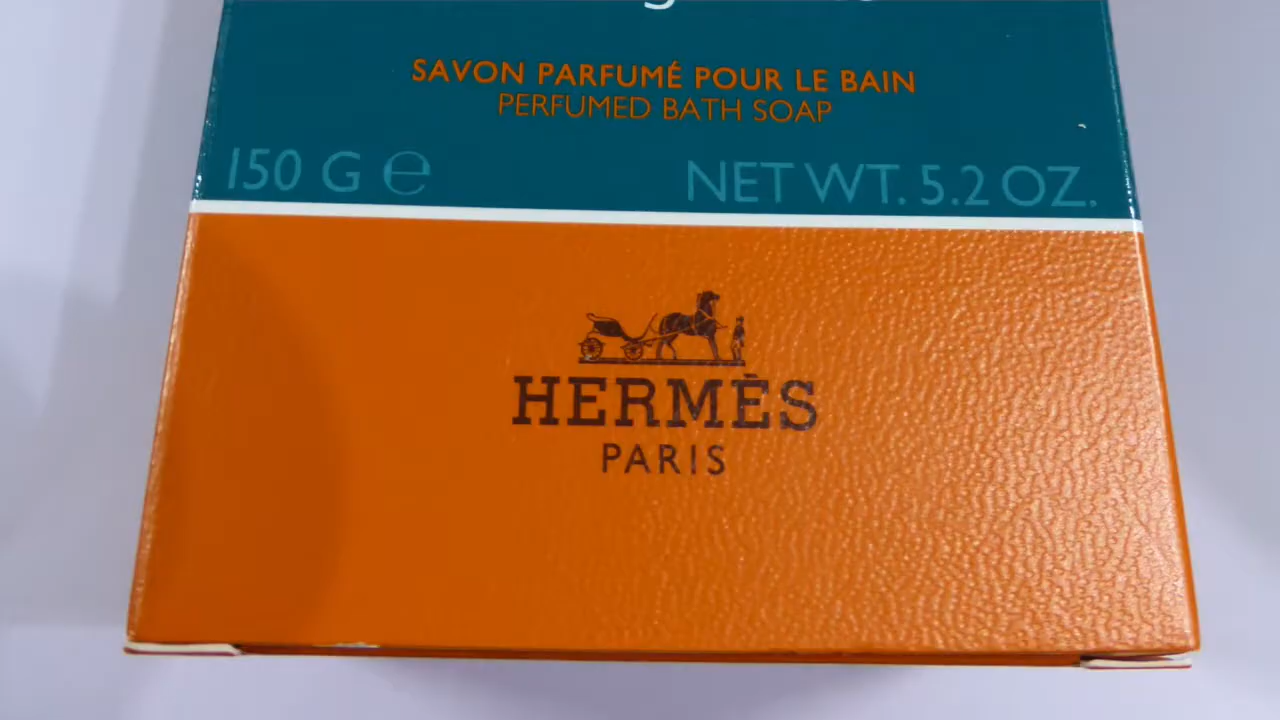 SAVON PARFUMÉ POUR LE BAIN
PERFUMED BATH SOAP
150 G ℮ NET WT. 5.2 OZ.
HERMÈS
PARIS